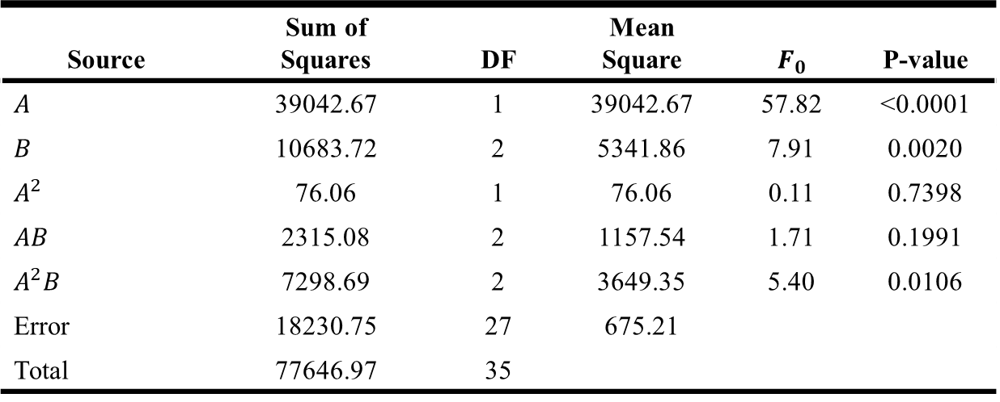 Sum of Mean
Source Squares DF Square F₀ P-value
A 39042.67 1 39042.67 57.82 <0.0001
B 10683.72 2 5341.86 7.91 0.0020
A² 76.06 1 76.06 0.11 0.7398
AB 2315.08 2 1157.54 1.71 0.1991
A²B 7298.69 2 3649.35 5.40 0.0106
Error 18230.75 27 675.21
Total 77646.97 35